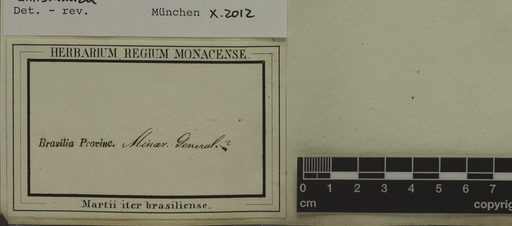 Det. - rev. München X.2012
HERBARIUM REGIUM MONACENSE.
Brasilia Provinc. Minar. General.
Martii iter brasiliense.
0 1 2 3 4 5 6 7
cm copyrig